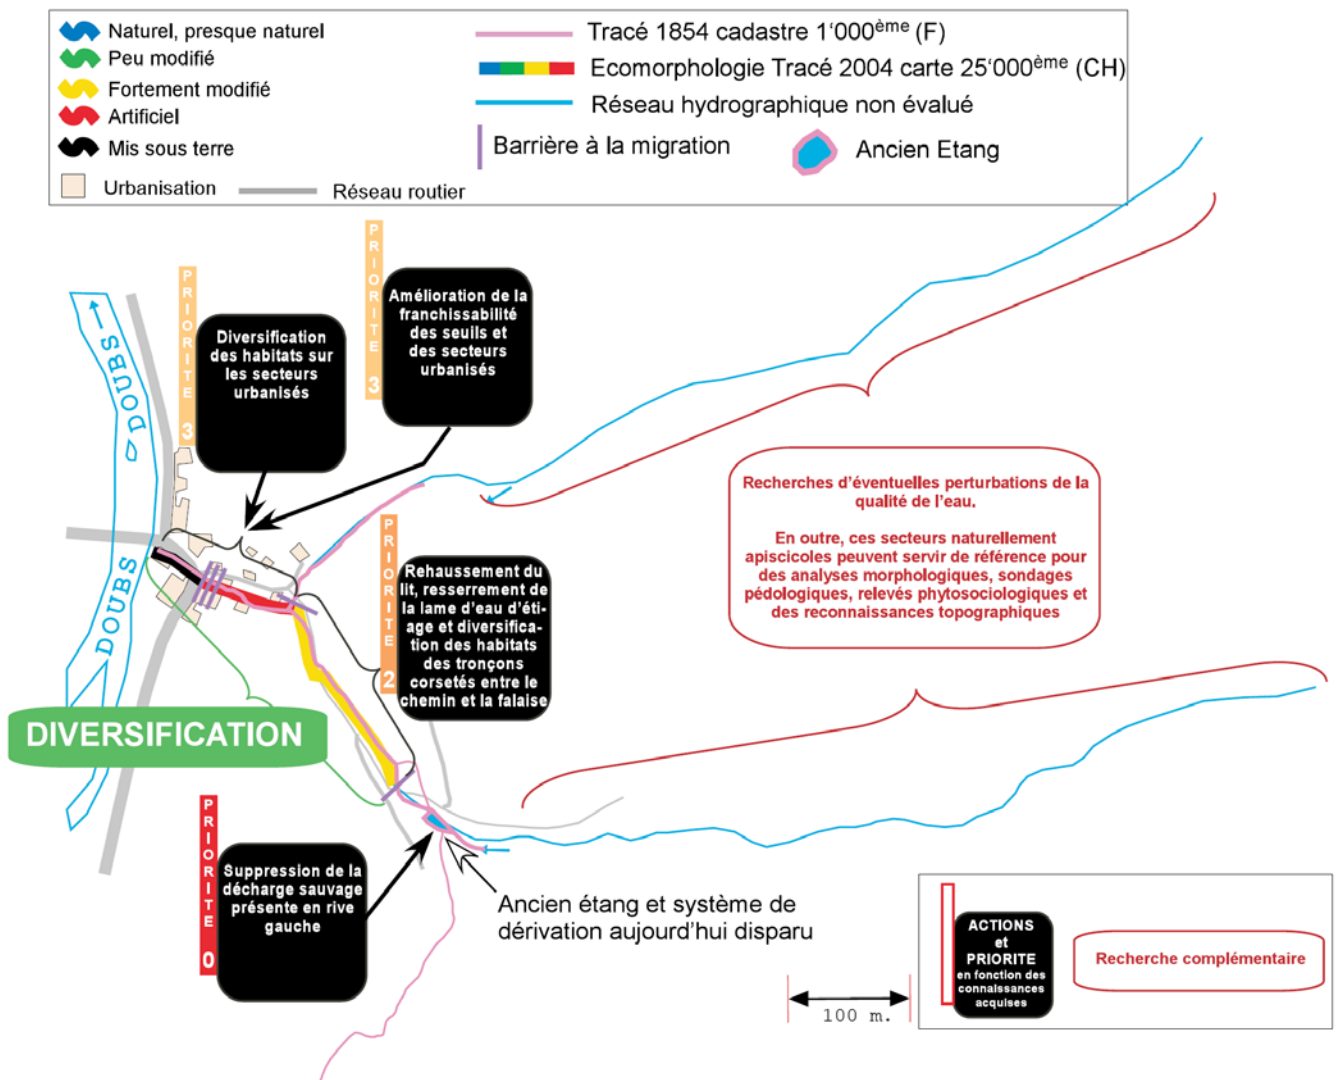 Naturel, presque naturel
Peu modifié
Fortement modifié
Artificiel
Mis sous terre
Urbanisation
Réseau routier
Tracé 1854 cadastre 1'000ème (F)
Ecomorphologie Tracé 2004 carte 25'000ème (CH)
Réseau hydrographique non évalué
Barrière à la migration
Ancien Etang
PRIORITE 3
Diversification
des habitats sur
les secteurs
urbanisés
PRIORITE 3
Amélioration de la
franchissabilité
des seuils et
des secteurs
urbanisés
DOUBS
DOUBS
Recherches d'éventuelles perturbations de la
qualité de l'eau.
En outre, ces secteurs naturellement
apiscicoles peuvent servir de référence pour
des analyses morphologiques, sondages
pédologiques, relevés phytosociologiques et
des reconnaissances topographiques
PRIORITE 2
Rehaussement du
lit, resserrement de
la lame d'eau d'éti-
age et diversifica-
tion des habitats
des tronçons
corsetés entre le
chemin et la falaise
DIVERSIFICATION
PRIORITE 0
Suppression de la
décharge sauvage
présente en rive
gauche
Ancien étang et système de
dérivation aujourd'hui disparu
100 m.
ACTIONS
et
PRIORITE
en fonction des
connaissances
acquises
Recherche complémentaire